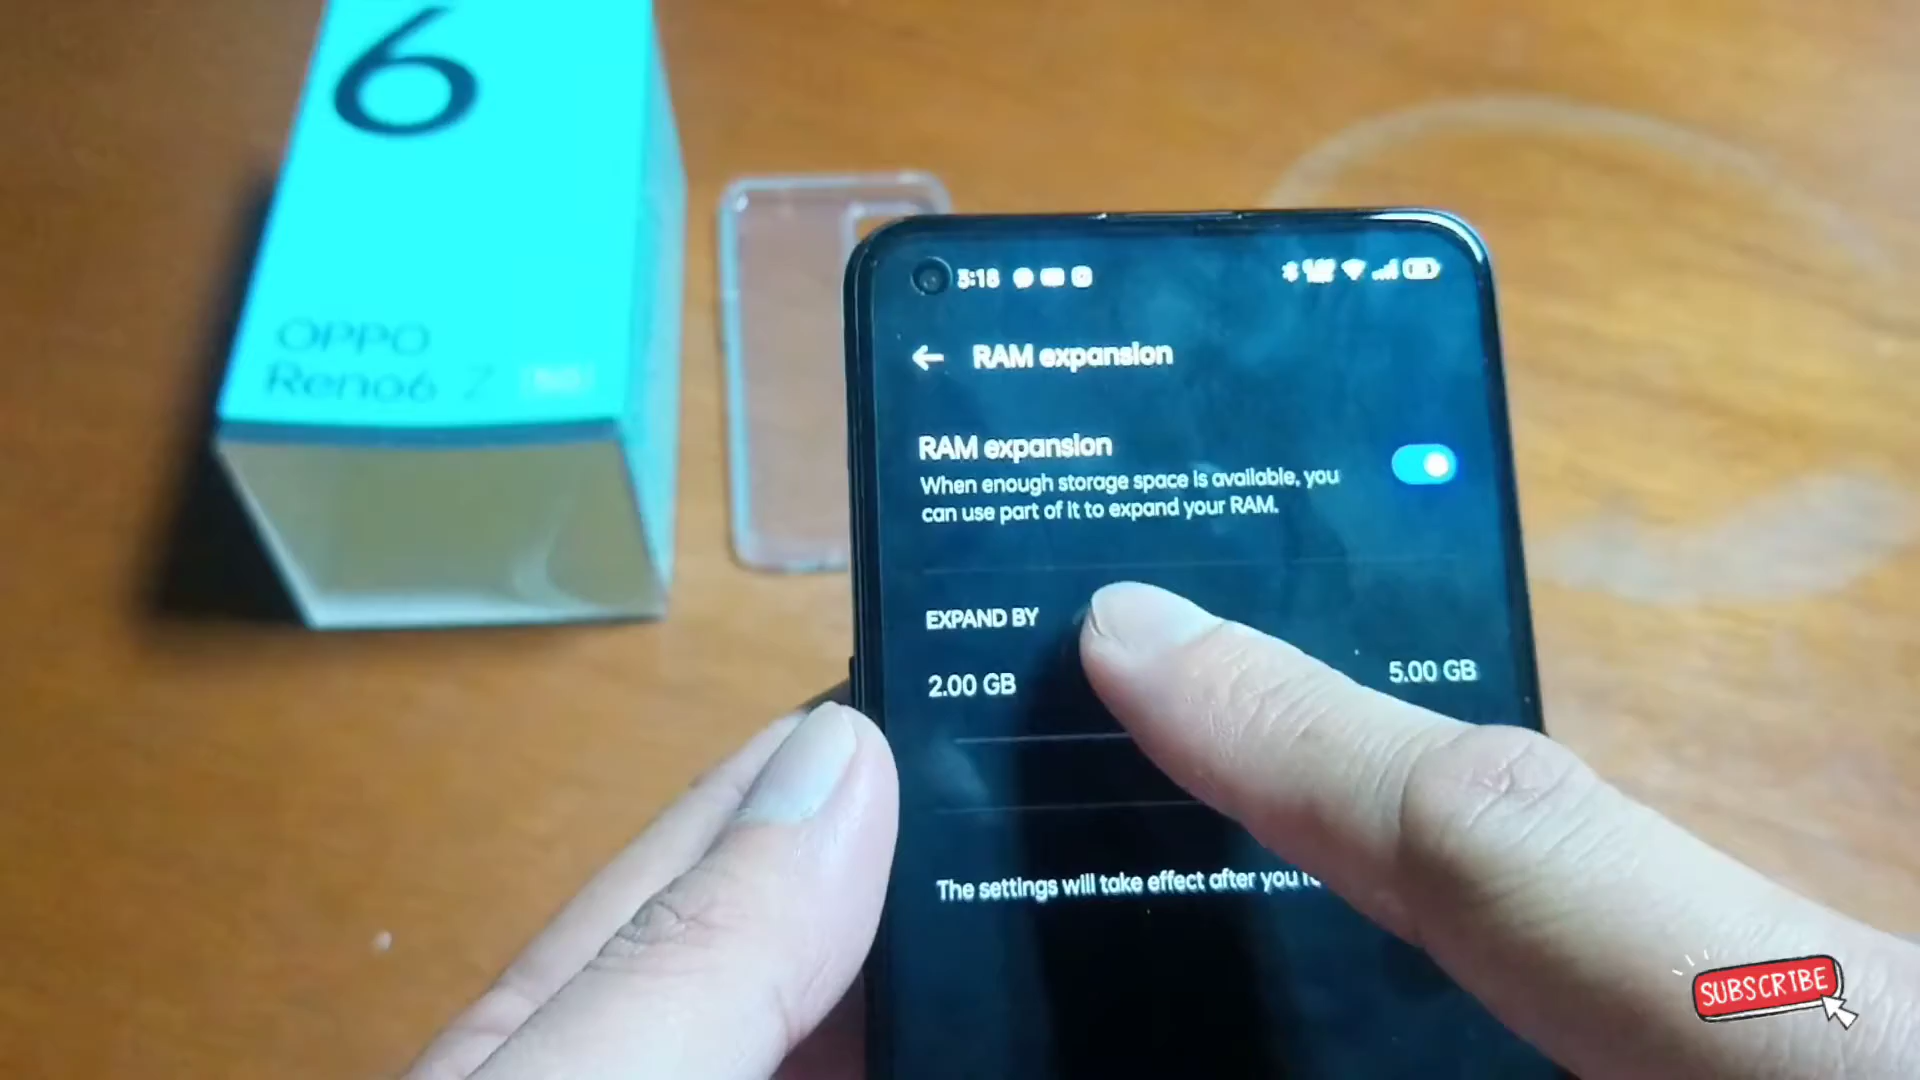 6
OPPO
Reno6 Z
3:18
RAM expansion
RAM expansion
When enough storage space is available, you
can use part of it to expand your RAM.
EXPAND BY
2.00 GB
5.00 GB
The settings will take effect after you
SUBSCRIBE